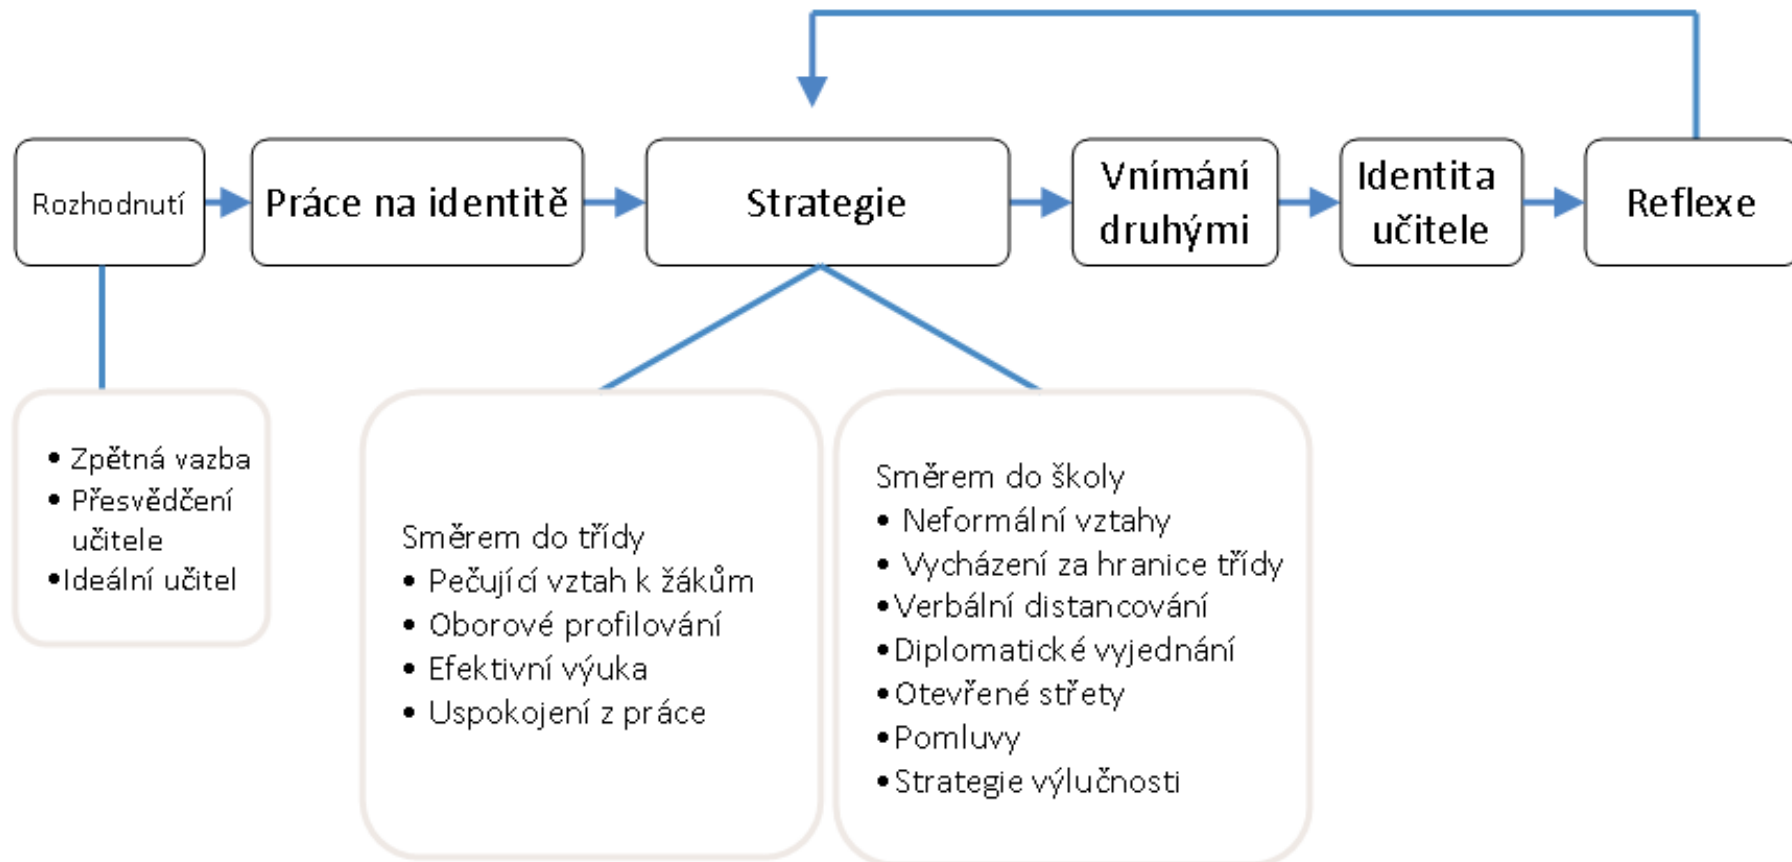 Rozhodnutí
Práce na identitě
Strategie
Vnímání
druhými
Identita
učitele
Reflexe
• Zpětná vazba
• Přesvědčení
učitele
• Ideální učitel
Směrem do třídy
• Pečující vztah k žákům
• Oborové profilování
• Efektivní výuka
• Uspokojení z práce
Směrem do školy
• Neformální vztahy
• Vycházení za hranice třídy
• Verbální distancování
• Diplomatické vyjednání
• Otevřené střety
• Pomluvy
• Strategie výlučnosti